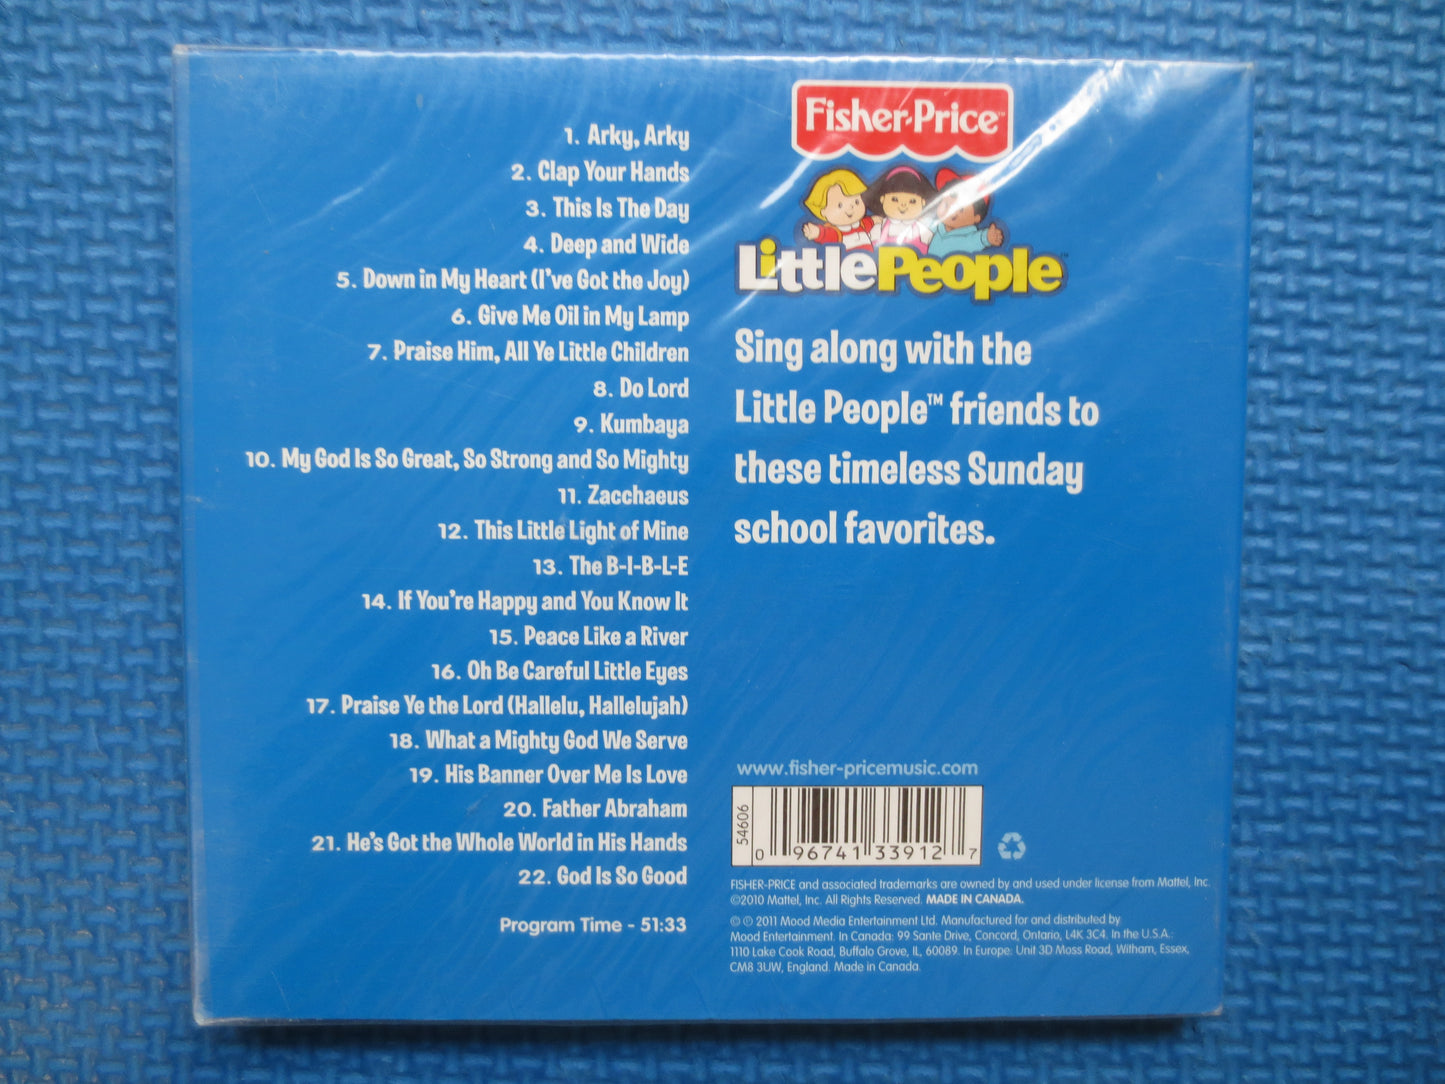 1. Arky, Arky
2. Clap Your Hands
3. This Is The Day
4. Deep and Wide
5. Down in My Heart (I've Got the Joy)
6. Give Me Oil in My Lamp
7. Praise Him, All Ye Little Children
8. Do Lord
9. Kumbaya
10. My God Is So Great, So Strong and So Mighty
11. Zacchaeus
12. This Little Light of Mine
13. The B-I-B-L-E
14. If You're Happy and You Know It
15. Peace Like a River
16. Oh Be Careful Little Eyes
17. Praise Ye the Lord (Hallelu, Hallelujah)
18. What a Mighty God We Serve
19. His Banner Over Me Is Love
20. Father Abraham
21. He's Got the Whole World in His Hands
22. God Is So Good
Program Time - 51:33
Fisher-Price™
Little People™
Sing along with the
Little People™ friends to
these timeless Sunday
school favorites.
www.fisher-pricemusic.com
54606
0 96741 33912 7
FISHER-PRICE and associated trademarks are owned by and used under license from Mattel, Inc.
©2010 Mattel, Inc. All Rights Reserved. MADE IN CANADA.
© ℗ 2011 Mood Media Entertainment Ltd. Manufactured for and distributed by
Mood Entertainment. In Canada: 99 Sante Drive, Concord, Ontario, L4K 3C4. In the U.S.A.:
1110 Lake Cook Road, Buffalo Grove, IL, 60089. In Europe: Unit 3D Moss Road, Witham, Essex,
CM8 3UW, England. Made in Canada.